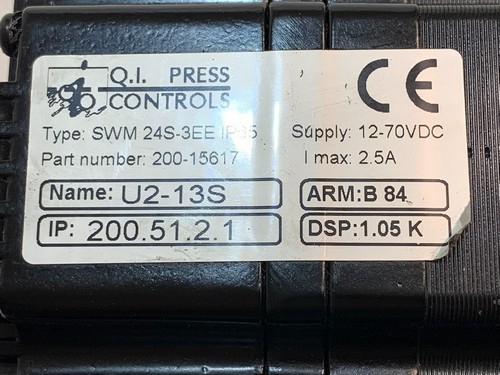 Q.I. PRESS
CONTROLS
Type: SWM 24S-3EE Supply: 12-70VDC
Part number: 200-15617 I max: 2.5A
Name: U2-13S ARM:B 84
IP: 200.51.2.1 DSP:1.05 K
CE